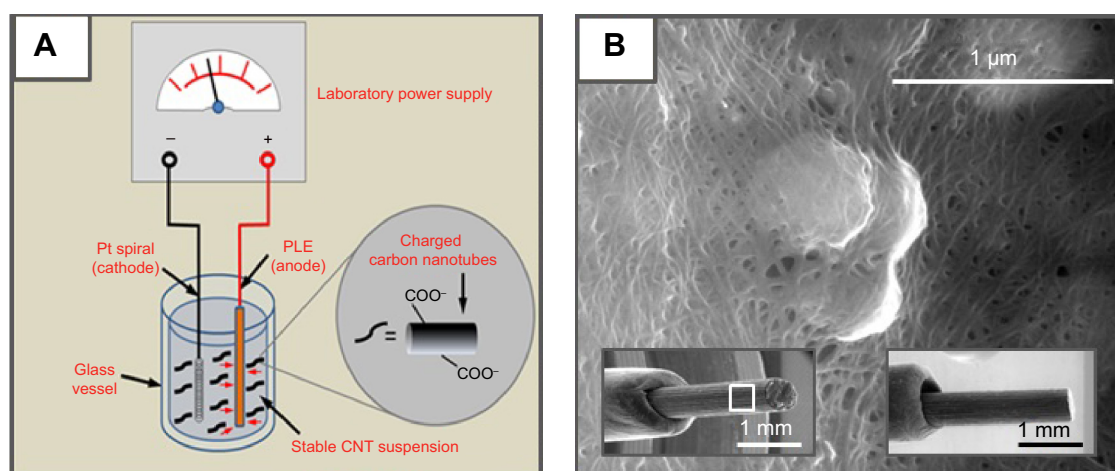 A
Laboratory power supply
– +
Pt spiral
(cathode)
PLE
(anode)
Charged
carbon nanotubes
COO⁻
=
COO⁻
Glass
vessel
Stable CNT suspension
B
1 µm
1 mm
1 mm